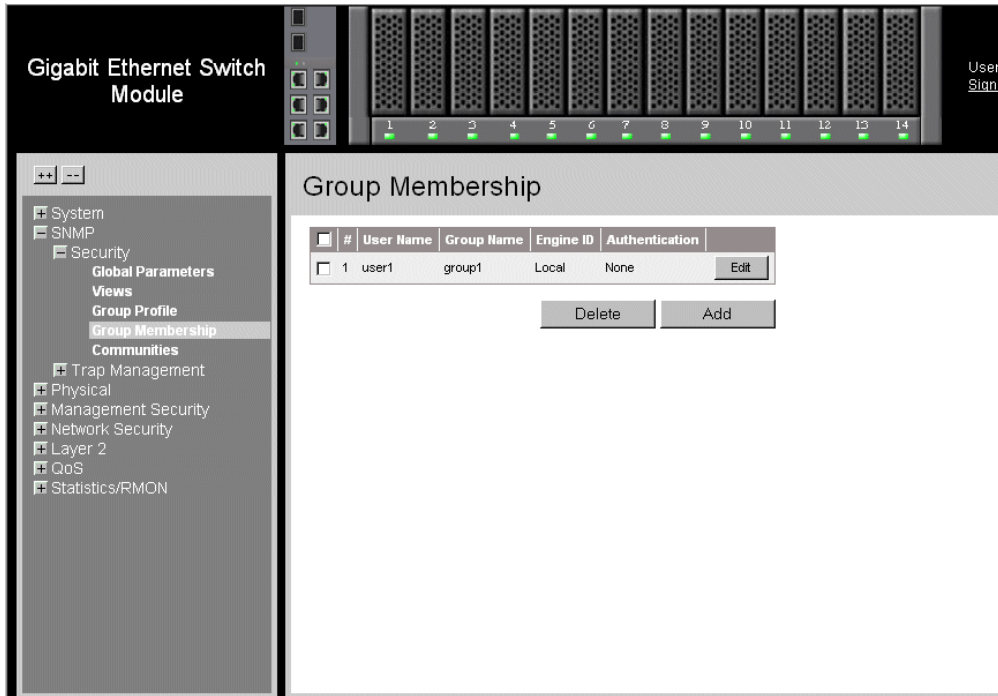 Gigabit Ethernet Switch
Module
1 2 3 4 5 6 7 8 9 10 11 12 13 14
User
Sign
++ --
System
SNMP
Security
Global Parameters
Views
Group Profile
Group Membership
Communities
Trap Management
Physical
Management Security
Network Security
Layer 2
QoS
Statistics/RMON
Group Membership
# User Name Group Name Engine ID Authentication
1 user1 group1 Local None Edit
Delete Add